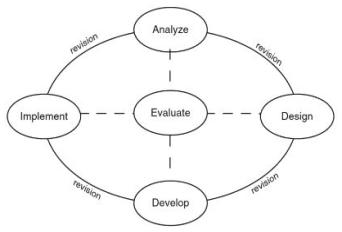 Analyze
revision
revision
Implement
Evaluate
Design
revision
revision
Develop